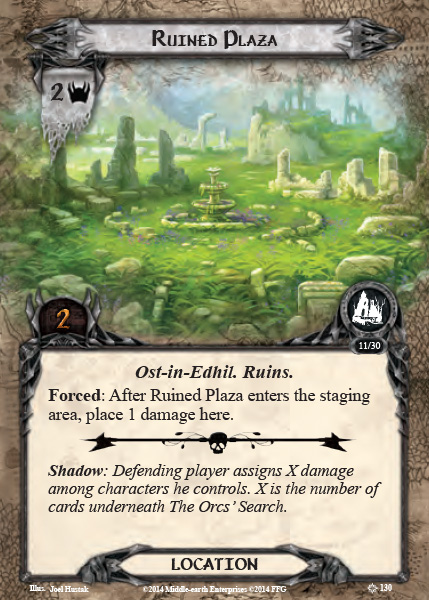 RUINED PLAZA
2
2
11/30
Ost-in-Edhil. Ruins.
Forced: After Ruined Plaza enters the staging
area, place 1 damage here.
Shadow: Defending player assigns X damage
among characters he controls. X is the number of
cards underneath The Orcs’ Search.
LOCATION
Illus. Joel Hustak ©2014 Middle-earth Enterprises ©2014 FFG 130